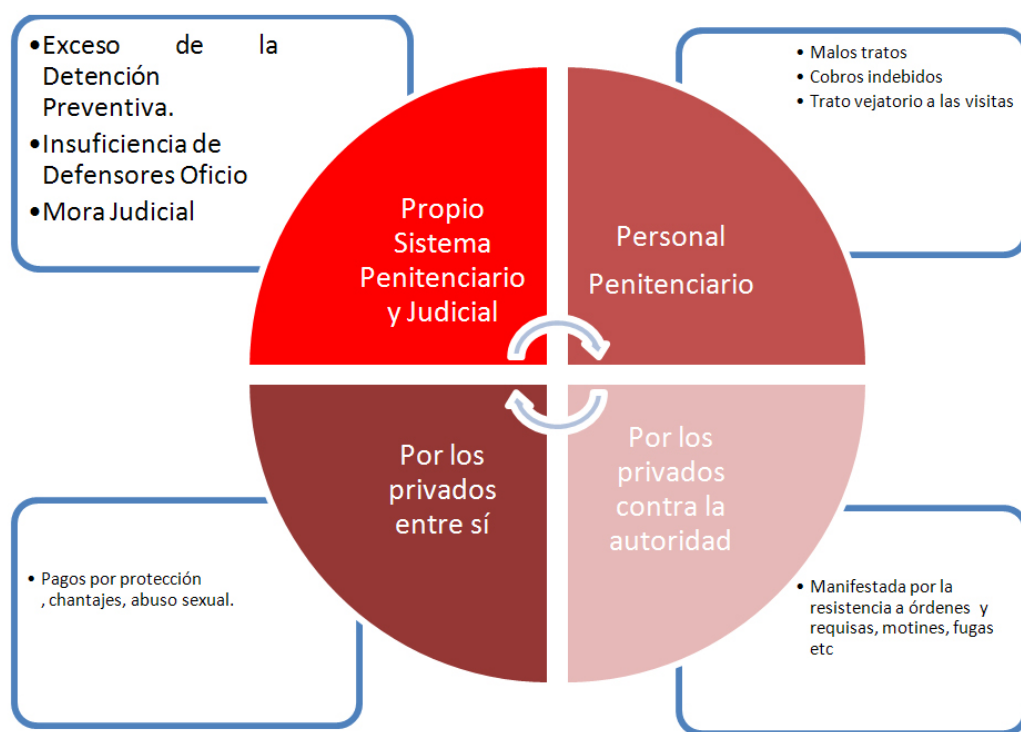 •Exceso de la
Detención
Preventiva.
•Insuficiencia de
Defensores Oficio
•Mora Judicial
• Malos tratos
• Cobros indebidos
• Trato vejatorio a las visitas
Propio
Sistema
Penitenciario
y Judicial
Personal
Penitenciario
Por los
privados
entre sí
Por los
privados
contra la
autoridad
• Pagos por protección
, chantajes, abuso sexual.
• Manifestada por la
resistencia a órdenes y
requisas, motines, fugas
etc